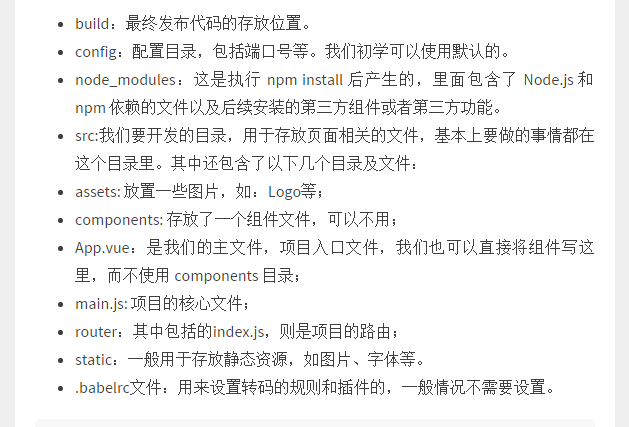 • build：最终发布代码的存放位置。
• config：配置目录，包括端口号等。我们初学可以使用默认的。
• node_modules：这是执行 npm install 后产生的，里面包含了 Node.js 和
npm 依赖的文件以及后续安装的第三方组件或者第三方功能。
• src:我们要开发的目录，用于存放页面相关的文件，基本上要做的事情都在
这个目录里。其中还包含了以下几个目录及文件：
• assets: 放置一些图片，如：Logo等；
• components: 存放了一个组件文件，可以不用；
• App.vue：是我们的主文件，项目入口文件，我们也可以直接将组件写这
里，而不使用 components 目录；
• main.js: 项目的核心文件；
• router：其中包括的index.js，则是项目的路由；
• static：一般用于存放静态资源，如图片、字体等。
• .babelrc文件：用来设置转码的规则和插件的，一般情况不需要设置。